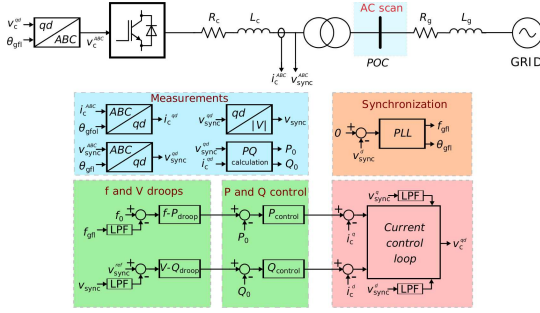 AC scan
v_c^qd
θ_gfl
qd
ABC
v_c^ABC
R_c
L_c
i_c^ABC
v_sync^ABC
POC
R_g
L_g
GRID
Measurements
i_c^ABC
θ_gfol
ABC
qd
i_c^qd
v_sync^qd
qd
|V|
v_sync
v_sync^ABC
θ_gfl
ABC
qd
v_sync^qd
v_sync^qd
i_c^qd
PQ
calculation
P_0
Q_0
Synchronization
0
+
-
v_sync^d
PLL
f_gfl
θ_gfl
f and V droops
f_0
+
-
f_gfl
LPF
f-P_droop
v_sync^ref
+
-
v_sync
LPF
V-Q_droop
P and Q control
+
-
P_0
P_control
+
-
Q_0
Q_control
v_sync^q
LPF
+
-
i_c^q
Current
control
loop
v_c^qd
+
-
i_c^d
v_sync^d
LPF